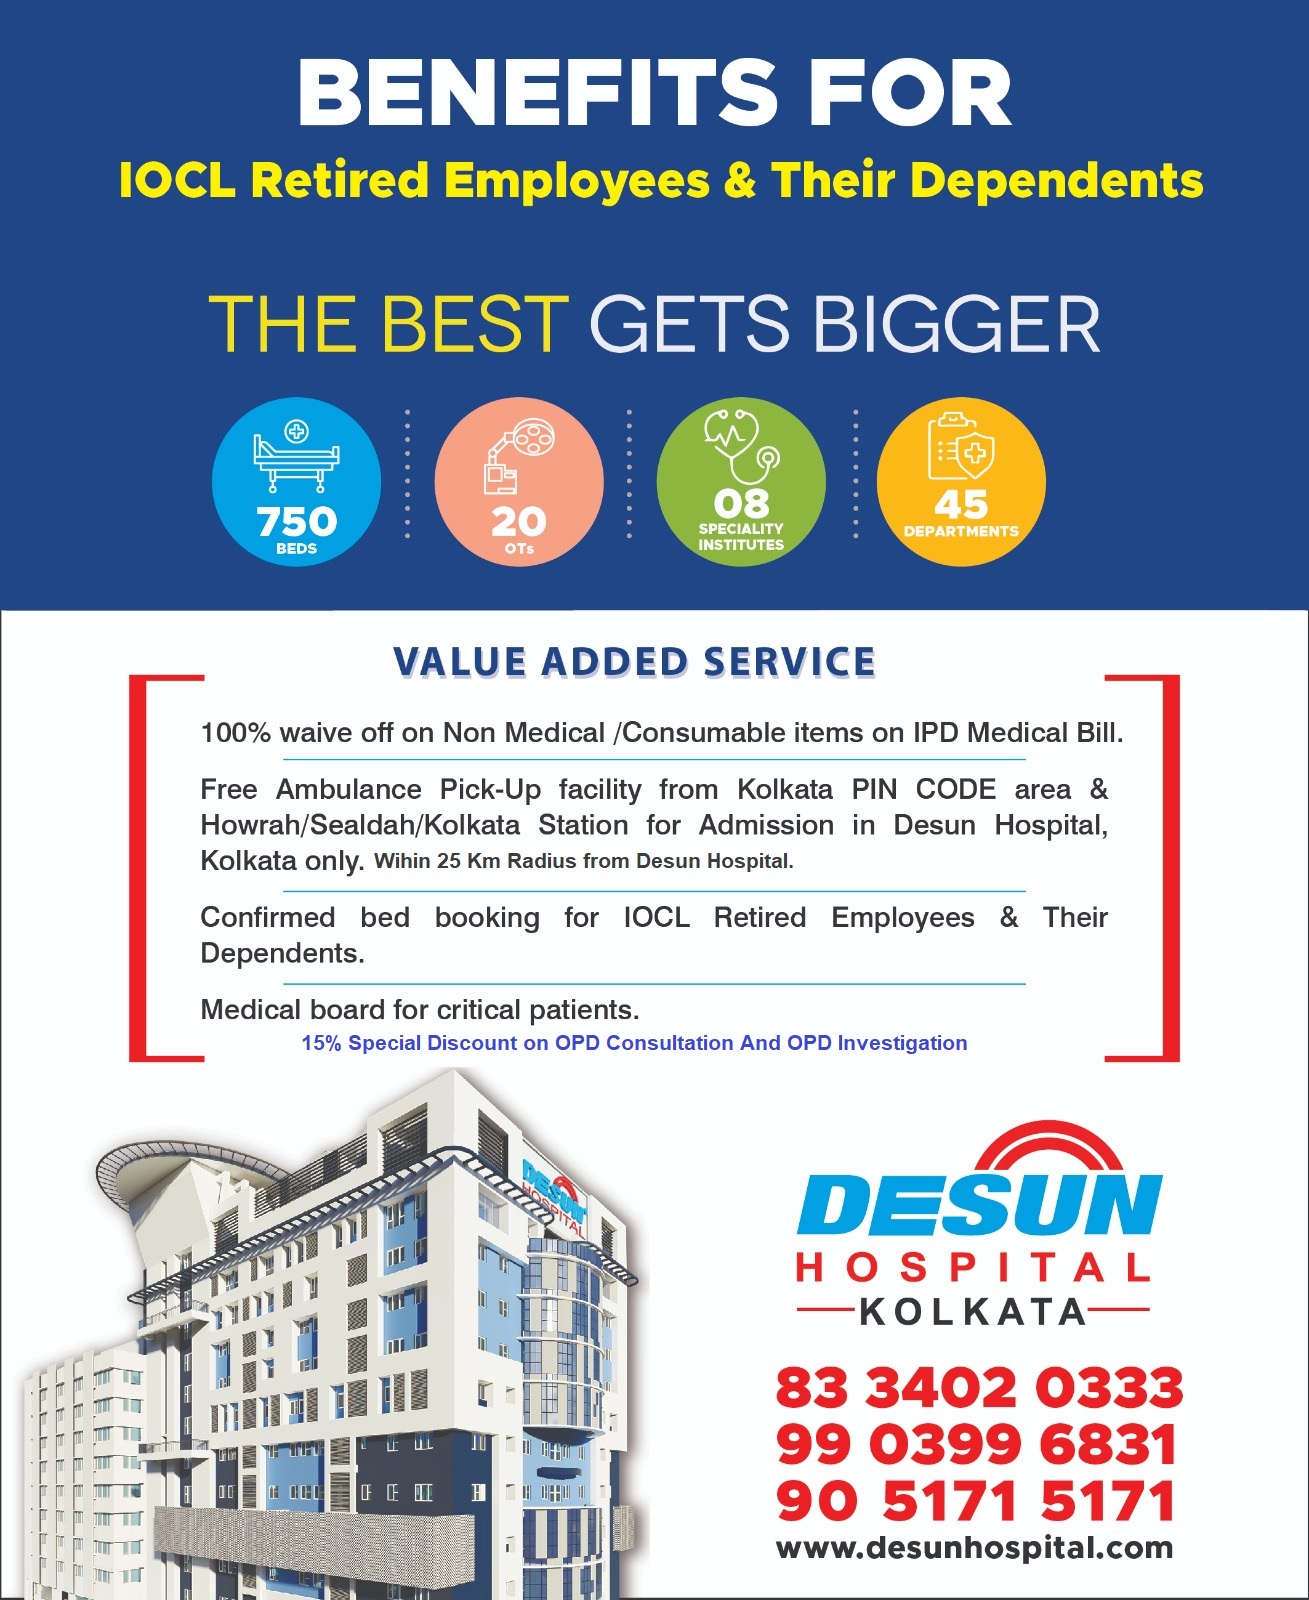 BENEFITS FOR
IOCL Retired Employees & Their Dependents
THE BEST GETS BIGGER
750
BEDS
20
OTs
08
SPECIALITY
INSTITUTES
45
DEPARTMENTS
VALUE ADDED SERVICE
100% waive off on Non Medical /Consumable items on IPD Medical Bill.
Free Ambulance Pick-Up facility from Kolkata PIN CODE area &
Howrah/Sealdah/Kolkata Station for Admission in Desun Hospital,
Kolkata only. Wihin 25 Km Radius from Desun Hospital.
Confirmed bed booking for IOCL Retired Employees & Their
Dependents.
Medical board for critical patients.
15% Special Discount on OPD Consultation And OPD Investigation
DESUN
HOSPITAL
DESUN
HOSPITAL
KOLKATA
83 3402 0333
99 0399 6831
90 5171 5171
www.desunhospital.com